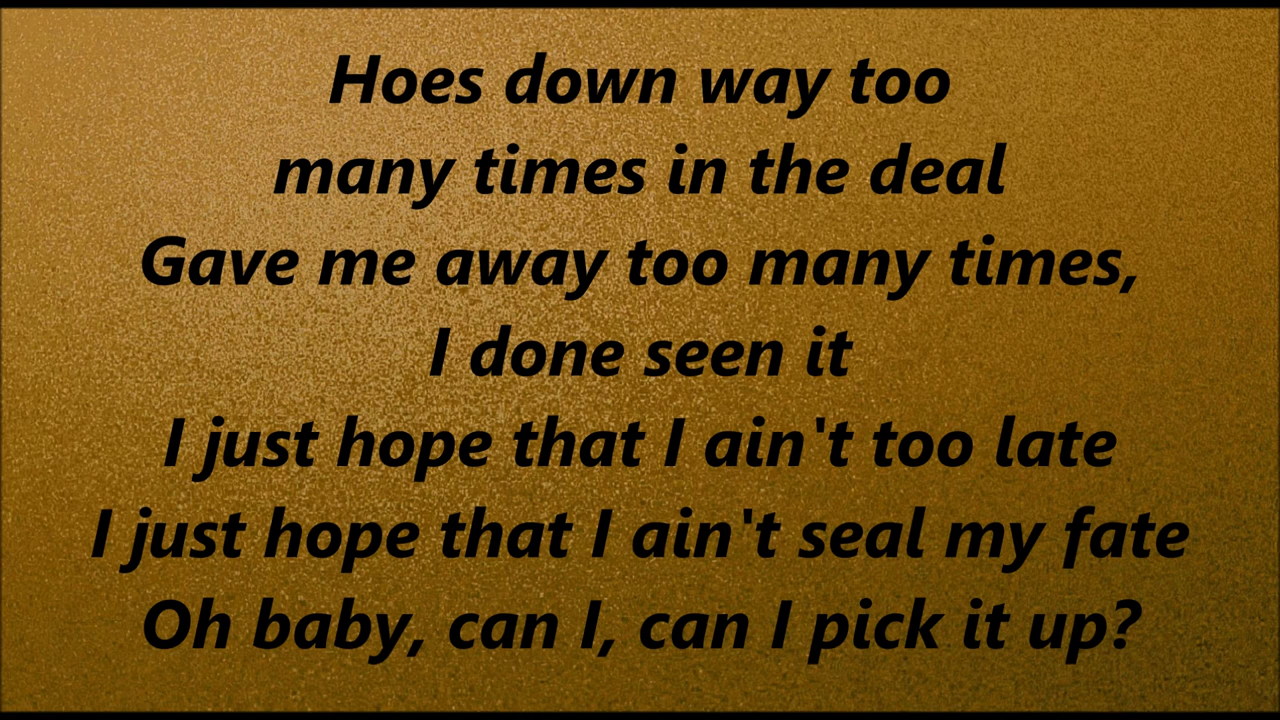 Hoes down way too
many times in the deal
Gave me away too many times,
I done seen it
I just hope that I ain't too late
I just hope that I ain't seal my fate
Oh baby, can I, can I pick it up?